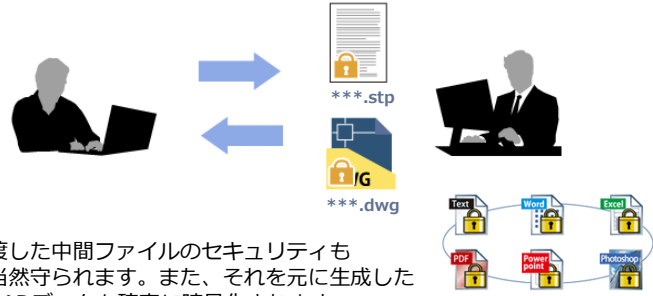 ***.stp
WG
***.dwg
Text
Word
Excel
PDF
Power
point
Photoshop
渡した中間ファイルのセキュリティも
当然守られます。また、それを元に生成した